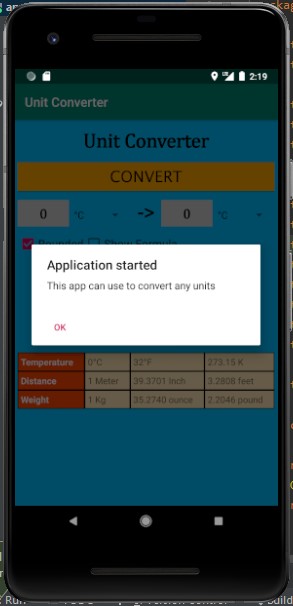 2:19
Unit Converter
Unit Converter
CONVERT
0 °C -> 0 °C
Rounded Show Formula
Application started
This app can use to convert any units
OK
Temperature 0°C 32°F 273.15 K
Distance 1 Meter 39.3701 Inch 3.2808 feet
Weight 1 Kg 35.2740 ounce 2.2046 pound
Run